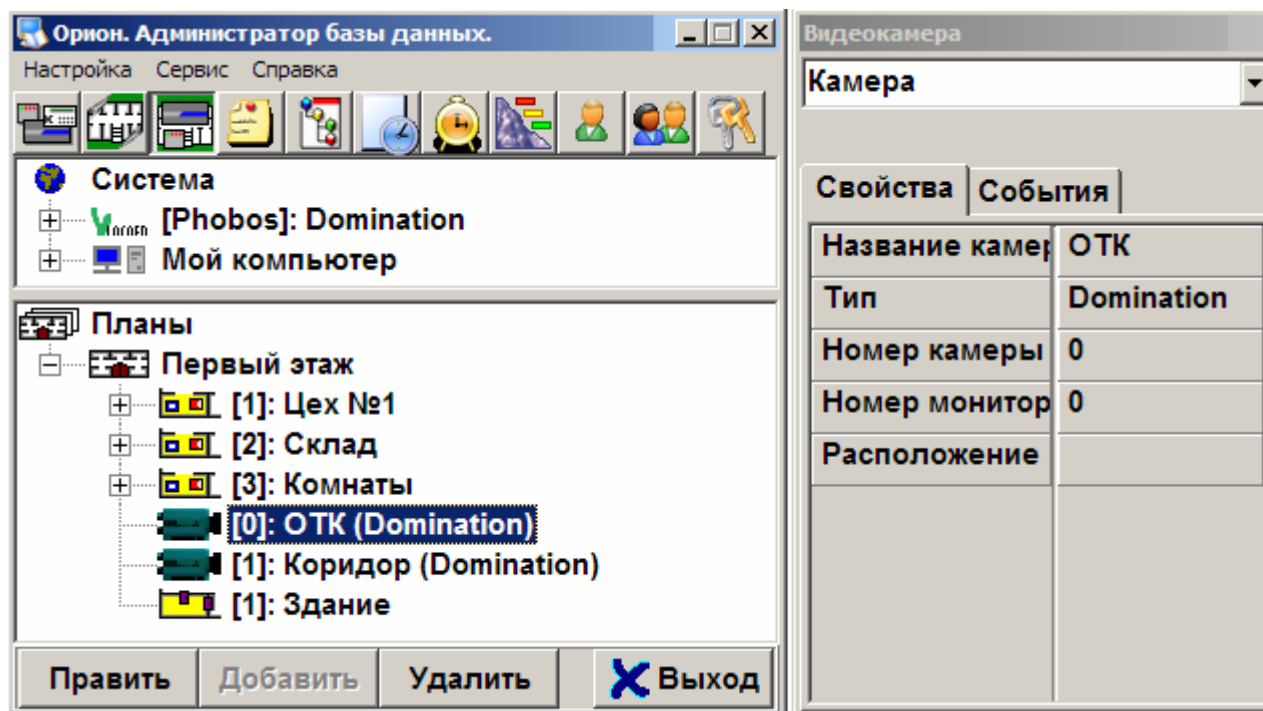 Орион. Администратор базы данных.
Настройка Сервис Справка
Система
[Phobos]: Domination
Мой компьютер
Планы
Первый этаж
[1]: Цех №1
[2]: Склад
[3]: Комнаты
[0]: ОТК (Domination)
[1]: Коридор (Domination)
[1]: Здание
Править Добавить Удалить Выход
Видеокамера
Камера
Свойства События
Название камер ОТК
Тип Domination
Номер камеры 0
Номер монитор 0
Расположение